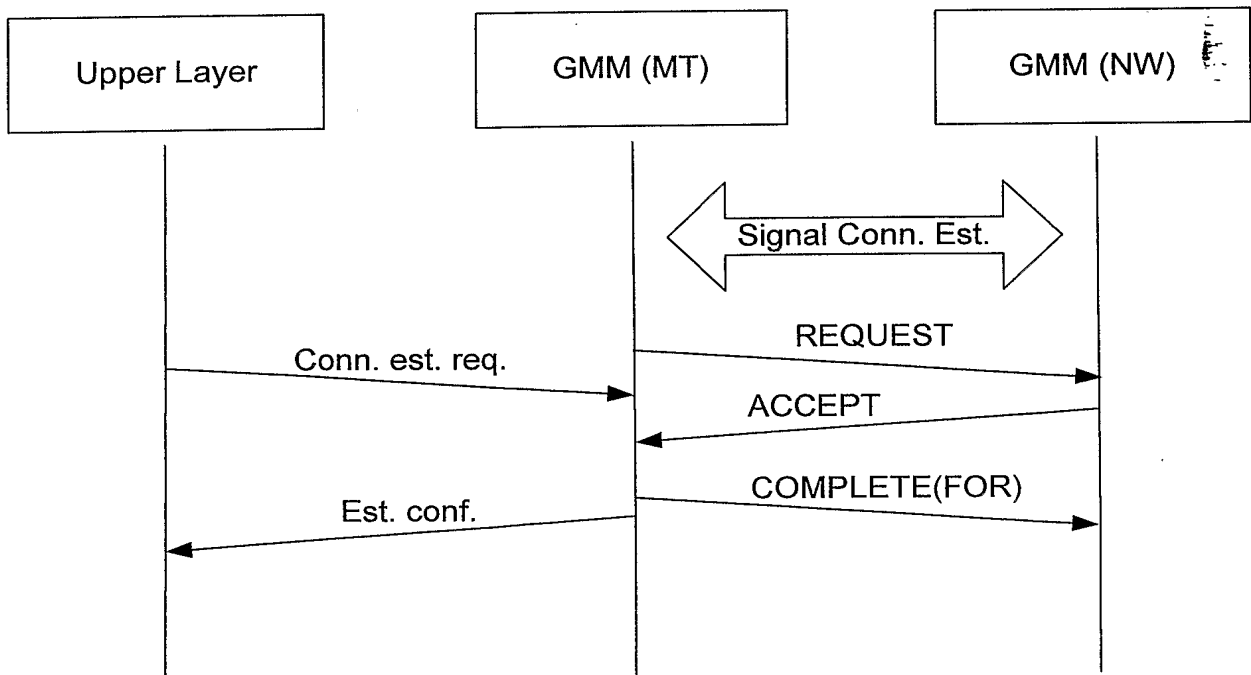 Upper Layer
GMM (MT)
GMM (NW)
Signal Conn. Est.
REQUEST
Conn. est. req.
ACCEPT
COMPLETE(FOR)
Est. conf.